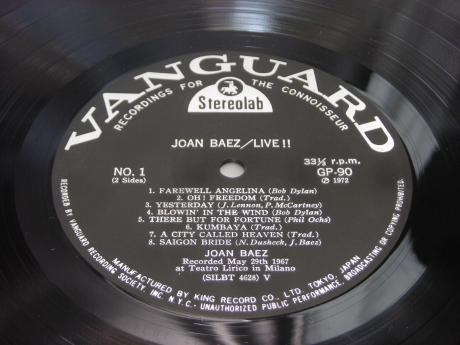 VANGUARD
RECORDINGS FOR THE CONNOISSEUR
Stereolab
JOAN BAEZ/LIVE!!
NO. 1
(2 Sides)
33⅓ r.p.m.
GP-90
℗ 1972
1. FAREWELL ANGELINA (Bob Dylan)
2. OH! FREEDOM (Trad.)
3. YESTERDAY (J. Lennon, P. McCartney)
4. BLOWIN' IN THE WIND (Bob Dylan)
5. THERE BUT FOR FORTUNE (Phil Ochs)
6. KUMBAYA (Trad.)
7. A CITY CALLED HEAVEN (Trad.)
8. SAIGON BRIDE (N. Dusheck, J. Baez)
JOAN BAEZ
Recorded May 29th 1967
at Teatro Lirico in Milano
(SILBT 4628) V
RECORDED BY VANGUARD RECORDING SOCIETY, INC. N.T.C.· UNAUTHORIZED PUBLIC PERFORMANCE, BROADCASTING OR COPYING PROHIBITED.
MANUFACTURED BY KING RECORD CO., LTD. TOKYO, JAPAN